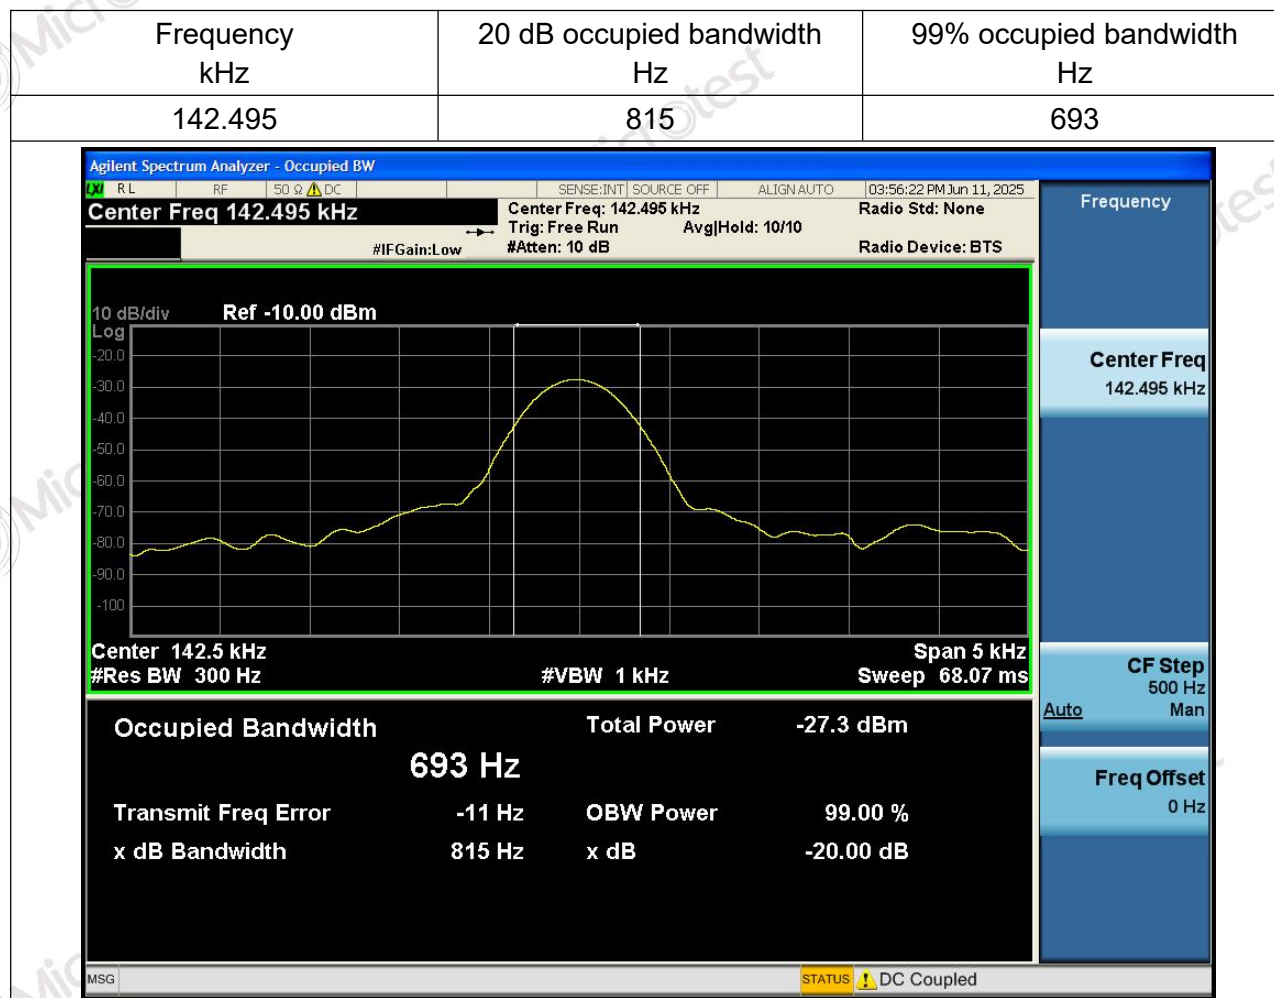 Frequency
kHz
20 dB occupied bandwidth
Hz
99% occupied bandwidth
Hz
142.495
815
693
Microtest
Agilent Spectrum Analyzer - Occupied BW
LXI RL RF 50 Ω DC SENSE:INT SOURCE OFF ALIGN AUTO 03:56:22 PM Jun 11, 2025
Center Freq 142.495 kHz
Center Freq: 142.495 kHz
Radio Std: None
Trig: Free Run
Avg|Hold: 10/10
#IFGain:Low
#Atten: 10 dB
Radio Device: BTS
10 dB/div
Ref -10.00 dBm
Log
-20.0
-30.0
-40.0
-50.0
-60.0
-70.0
-80.0
-90.0
-100
Center 142.5 kHz
Span 5 kHz
#Res BW 300 Hz
#VBW 1 kHz
Sweep 68.07 ms
Occupied Bandwidth
Total Power
-27.3 dBm
693 Hz
Transmit Freq Error
-11 Hz
OBW Power
99.00 %
x dB Bandwidth
815 Hz
x dB
-20.00 dB
Frequency
Center Freq
142.495 kHz
CF Step
500 Hz
Auto
Man
Freq Offset
0 Hz
MSG
STATUS
DC Coupled